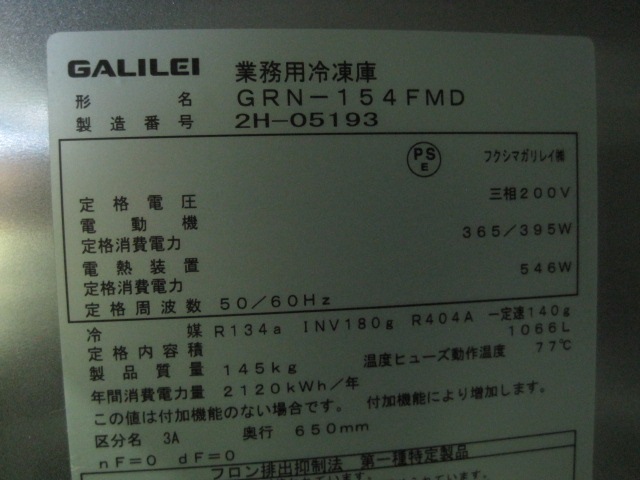 GALILEI 業務用冷凍庫
形名 GRN-154FMD
製造番号 2H-05193
PS E フクシマガリレイ㈱
定格電圧 三相200V
電動機
定格消費電力 365/395W
電熱装置
定格消費電力 546W
定格周波数 50/60Hz
冷媒 R134a INV180g R404A 一定速140g
定格内容積 1066L
製品質量 145kg 温度ヒューズ動作温度 77℃
年間消費電力量 2120kWh/年
この値は付加機能のない場合です。 付加機能により増加します。
区分名 3A 奥行 650mm
nF=0 dF=0
フロン排出抑制法 第一種特定製品